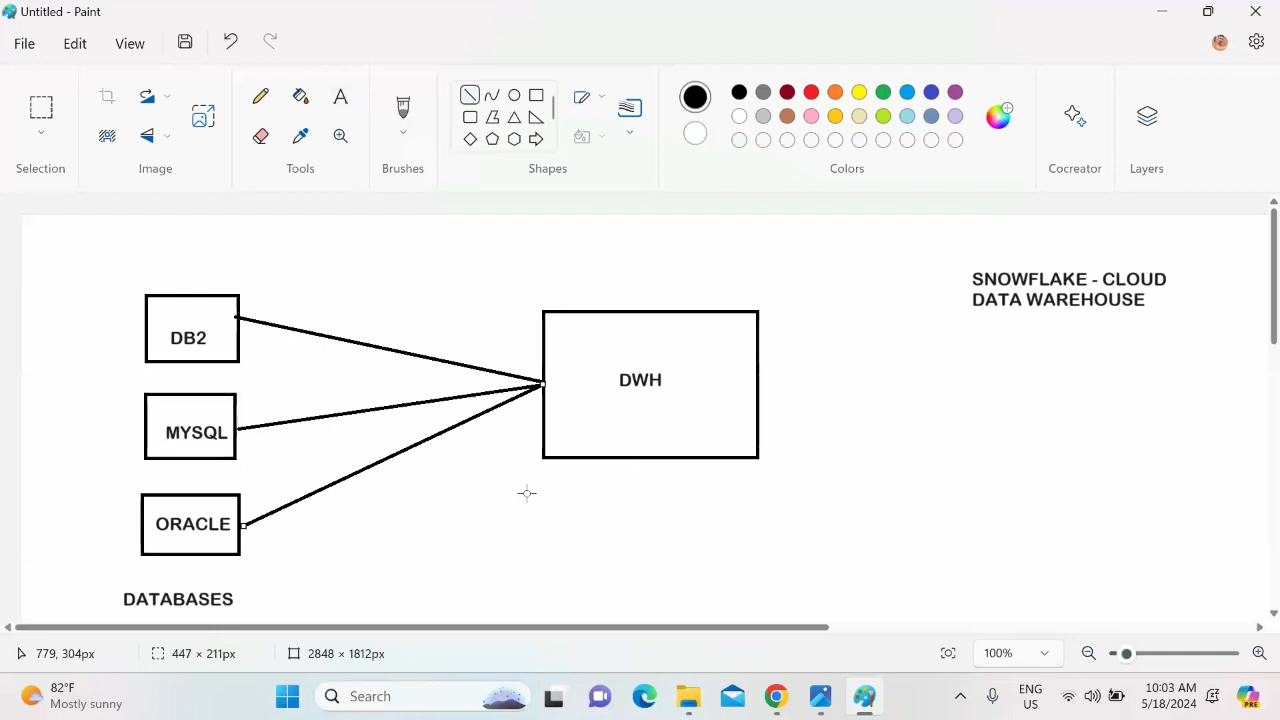 Untitled - Paint
File Edit View
Selection Image Tools Brushes Shapes Colors Cocreator Layers
SNOWFLAKE - CLOUD
DATA WAREHOUSE
DB2
DWH
MYSQL
ORACLE
DATABASES
779, 304px 447 × 211px 2848 × 1812px 100%
82°F
Mostly sunny
Search
ENG
US
10:03 AM
5/18/2024
PRE